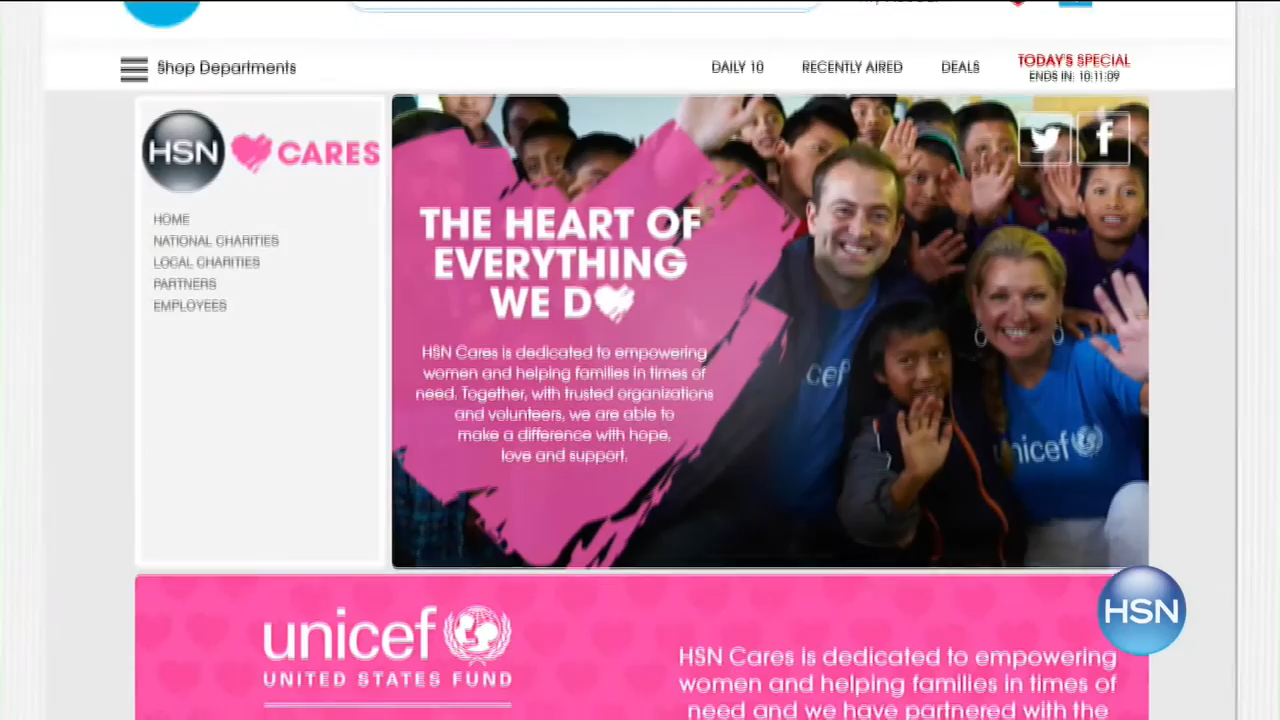 Shop Departments
DAILY 10
RECENTLY AIRED
DEALS
TODAY'S SPECIAL
ENDS IN: 10:11:09
HSN CARES
HOME
NATIONAL CHARITIES
LOCAL CHARITIES
PARTNERS
EMPLOYEES
THE HEART OF
EVERYTHING
WE DO
HSN Cares is dedicated to empowering
women and helping families in times of
need. Together, with trusted organizations
and volunteers, we are able to
make a difference with hope,
love and support.
cef
unicef
unicef
UNITED STATES FUND
HSN Cares is dedicated to empowering
women and helping families in times of
need and we have partnered with the
HSN